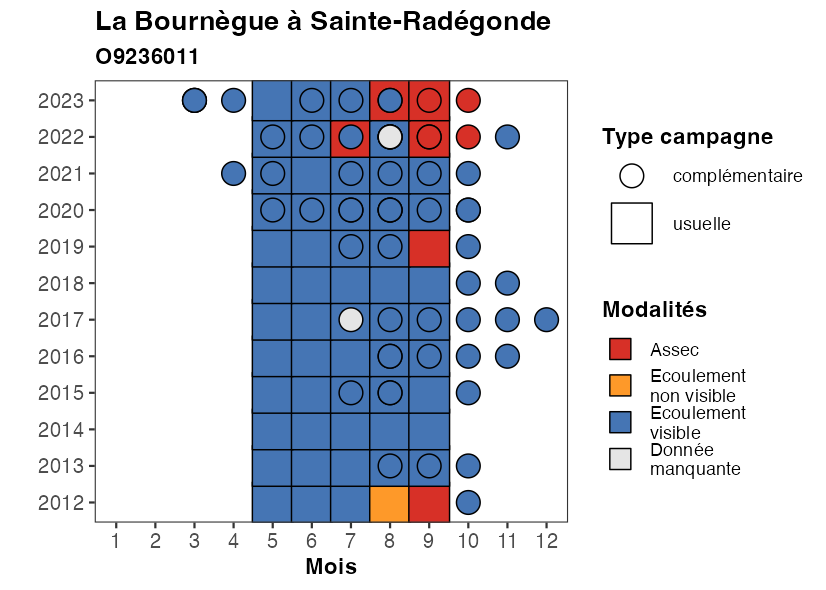 La Bournègue à Sainte-Radégonde
O9236011
2023
2022
2021
2020
2019
2018
2017
2016
2015
2014
2013
2012
1 2 3 4 5 6 7 8 9 10 11 12
Mois
Type campagne
complémentaire
usuelle
Modalités
Assec
Ecoulement
non visible
Ecoulement
visible
Donnée
manquante